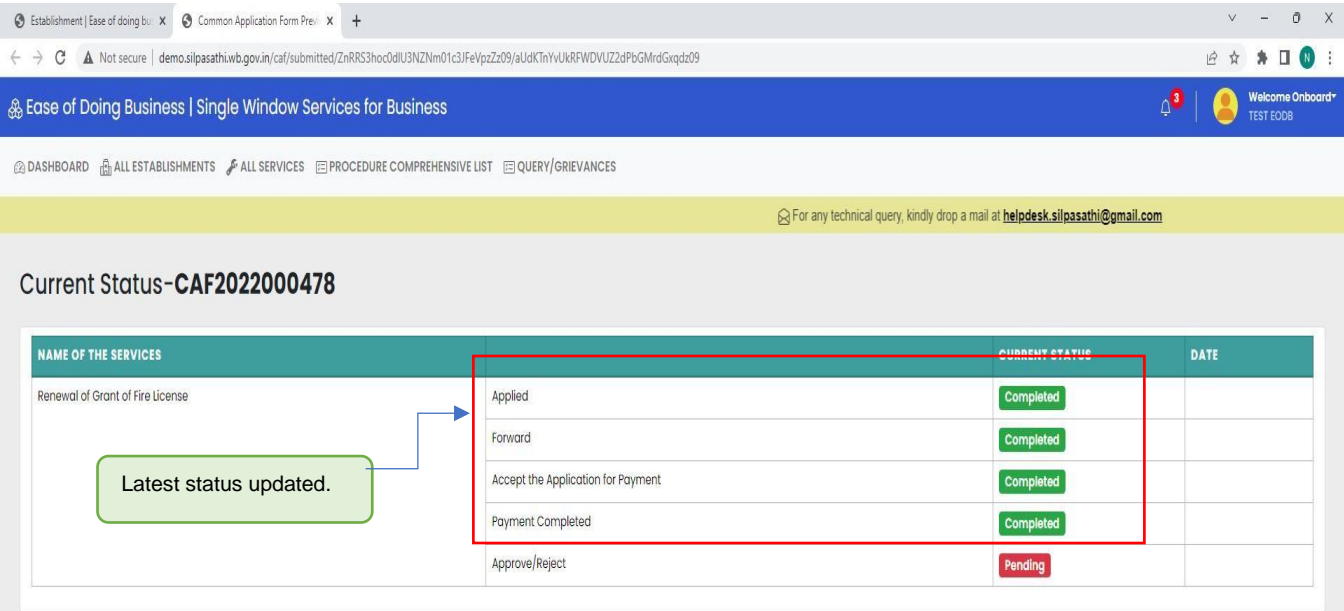 Establishment | Ease of doing bu X Common Application Form Prev X +
Not secure | demo.silpasathi.wb.gov.in/caf/submitted/ZnRRS3hoc0dlU3NZNm01c3JFeVpzZz09/aUdKTnYvUkRFWDVUZ2dPbGMrdGxqdz09
N
Ease of Doing Business | Single Window Services for Business
3
Welcome Onboard
TEST EODB
DASHBOARD ALL ESTABLISHMENTS ALL SERVICES PROCEDURE COMPREHENSIVE LIST QUERY/GRIEVANCES
For any technical query, kindly drop a mail at helpdesk.silpasathi@gmail.com
Current Status-CAF2022000478
NAME OF THE SERVICES CURRENT STATUS DATE
Renewal of Grant of Fire License Applied Completed
Forward Completed
Latest status updated.
Accept the Application for Payment Completed
Payment Completed Completed
Approve/Reject Pending